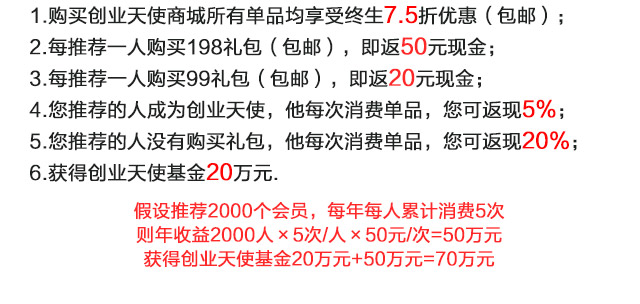 1.购买创业天使商城所有单品均享受终生7.5折优惠（包邮）；
2.每推荐一人购买198礼包（包邮），即返50元现金；
3.每推荐一人购买99礼包（包邮），即返20元现金；
4.您推荐的人成为创业天使，他每次消费单品，您可返现5%；
5.您推荐的人没有购买礼包，他每次消费单品，您可返现20%；
6.获得创业天使基金20万元.
假设推荐2000个会员，每年每人累计消费5次
则年收益2000人×5次/人×50元/次=50万元
获得创业天使基金20万元+50万元=70万元